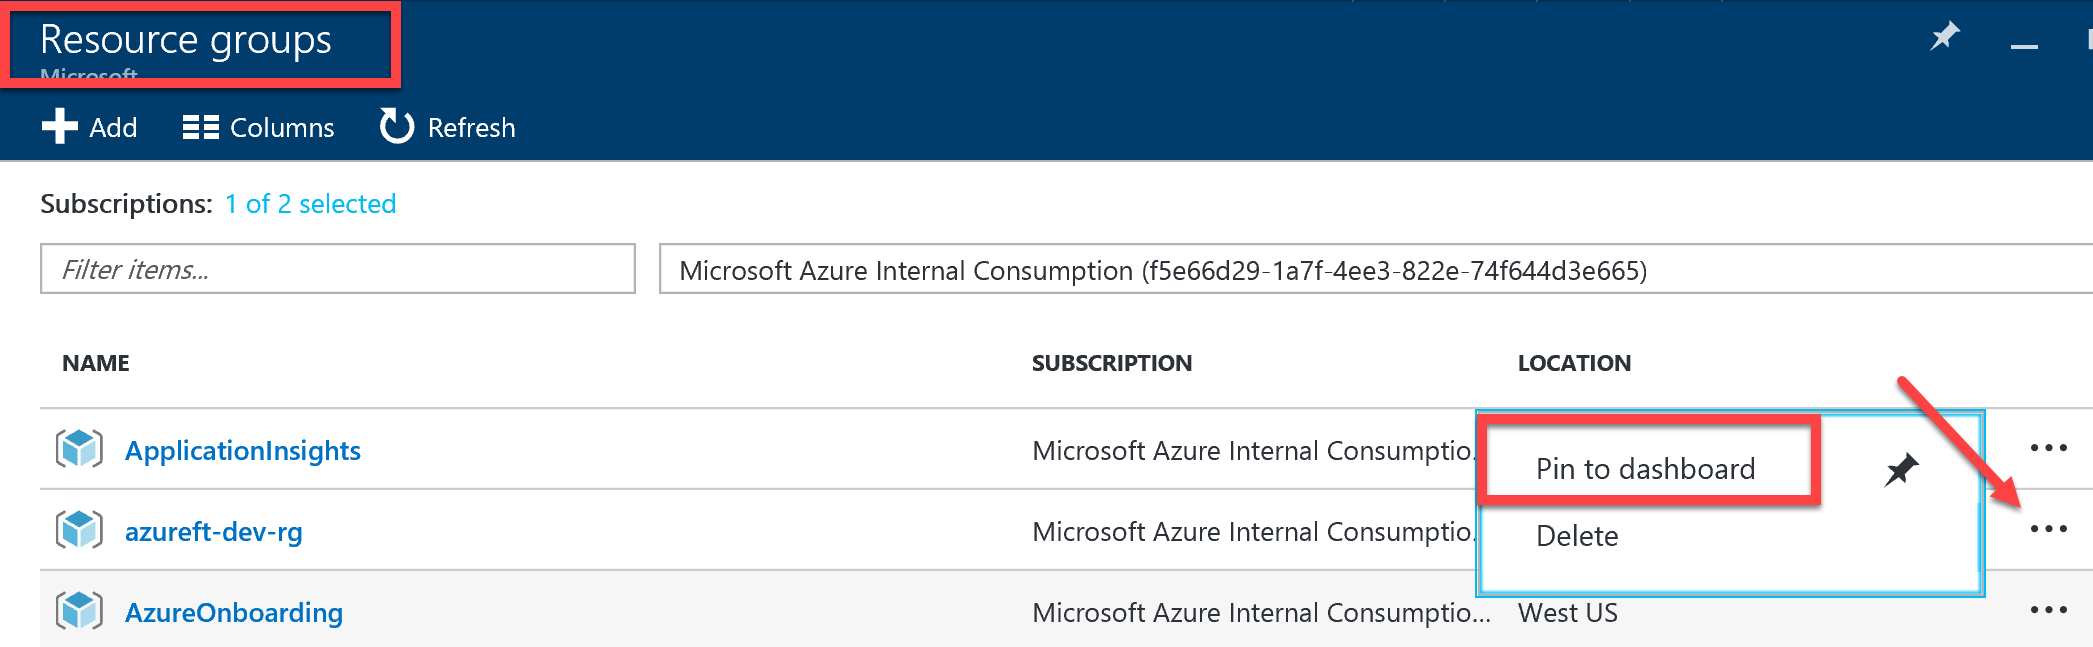 Resource groups
Microsoft
Add Columns Refresh
Subscriptions: 1 of 2 selected
Filter items... Microsoft Azure Internal Consumption (f5e66d29-1a7f-4ee3-822e-74f644d3e665)
NAME SUBSCRIPTION LOCATION
ApplicationInsights Microsoft Azure Internal Consumptio... Pin to dashboard ...
azureft-dev-rg Microsoft Azure Internal Consumptio... Delete ...
AzureOnboarding Microsoft Azure Internal Consumptio... West US ...